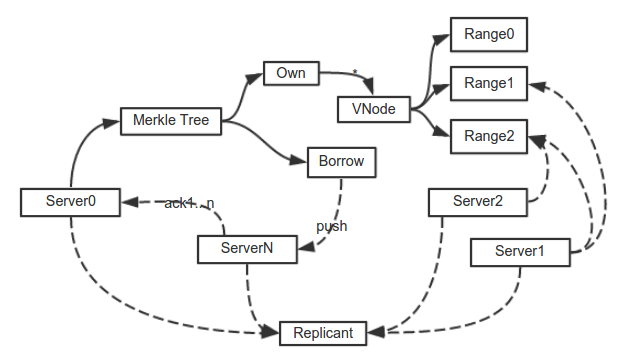 Range0
Own
*
Range1
VNode
Merkle Tree
Range2
Borrow
Server0
ack1...n
Server2
push
ServerN
Server1
Replicant